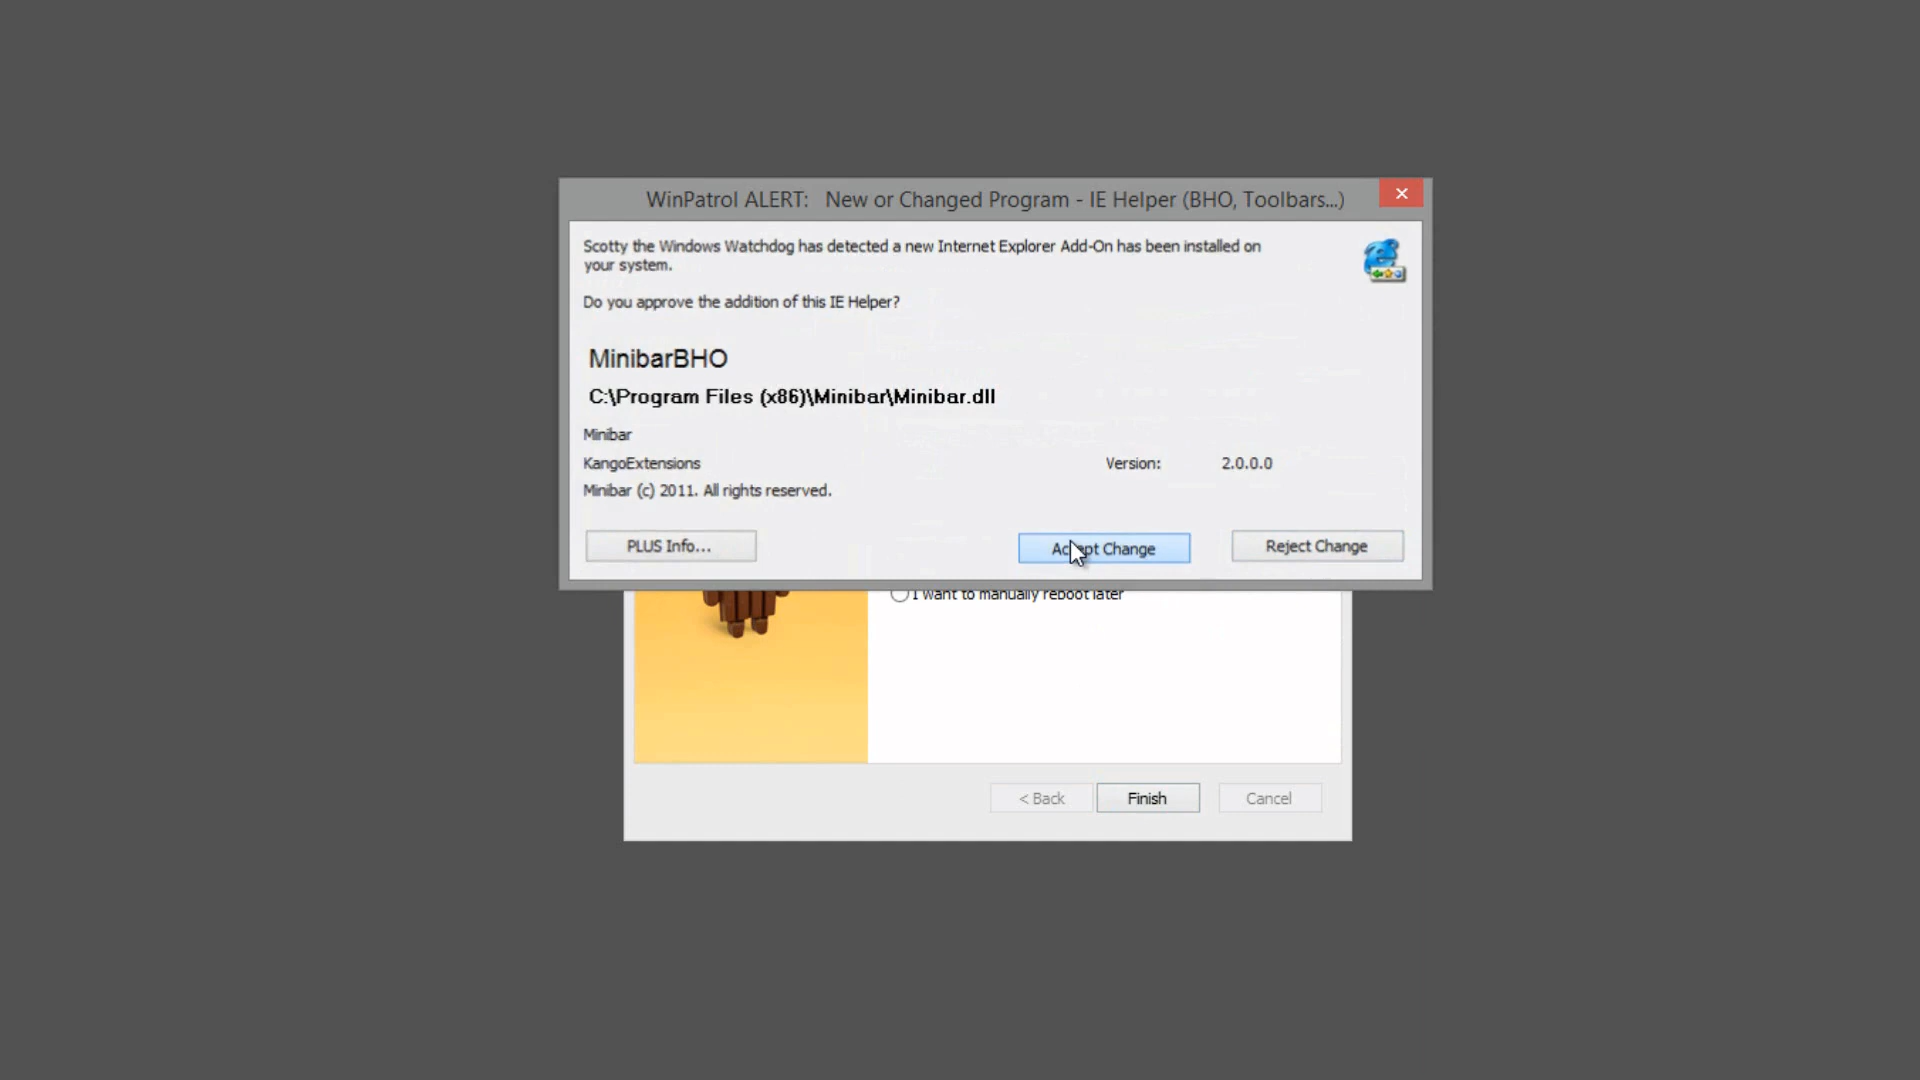 WinPatrol ALERT: New or Changed Program - IE Helper (BHO, Toolbars...)
Scotty the Windows Watchdog has detected a new Internet Explorer Add-On has been installed on
your system.
Do you approve the addition of this IE Helper?
MinibarBHO
C:\Program Files (x86)\Minibar\Minibar.dll
Minibar
KangoExtensions
Version: 2.0.0.0
Minibar (c) 2011. All rights reserved.
PLUS Info...
Accept Change
Reject Change
I want to manually reboot later
< Back
Finish
Cancel